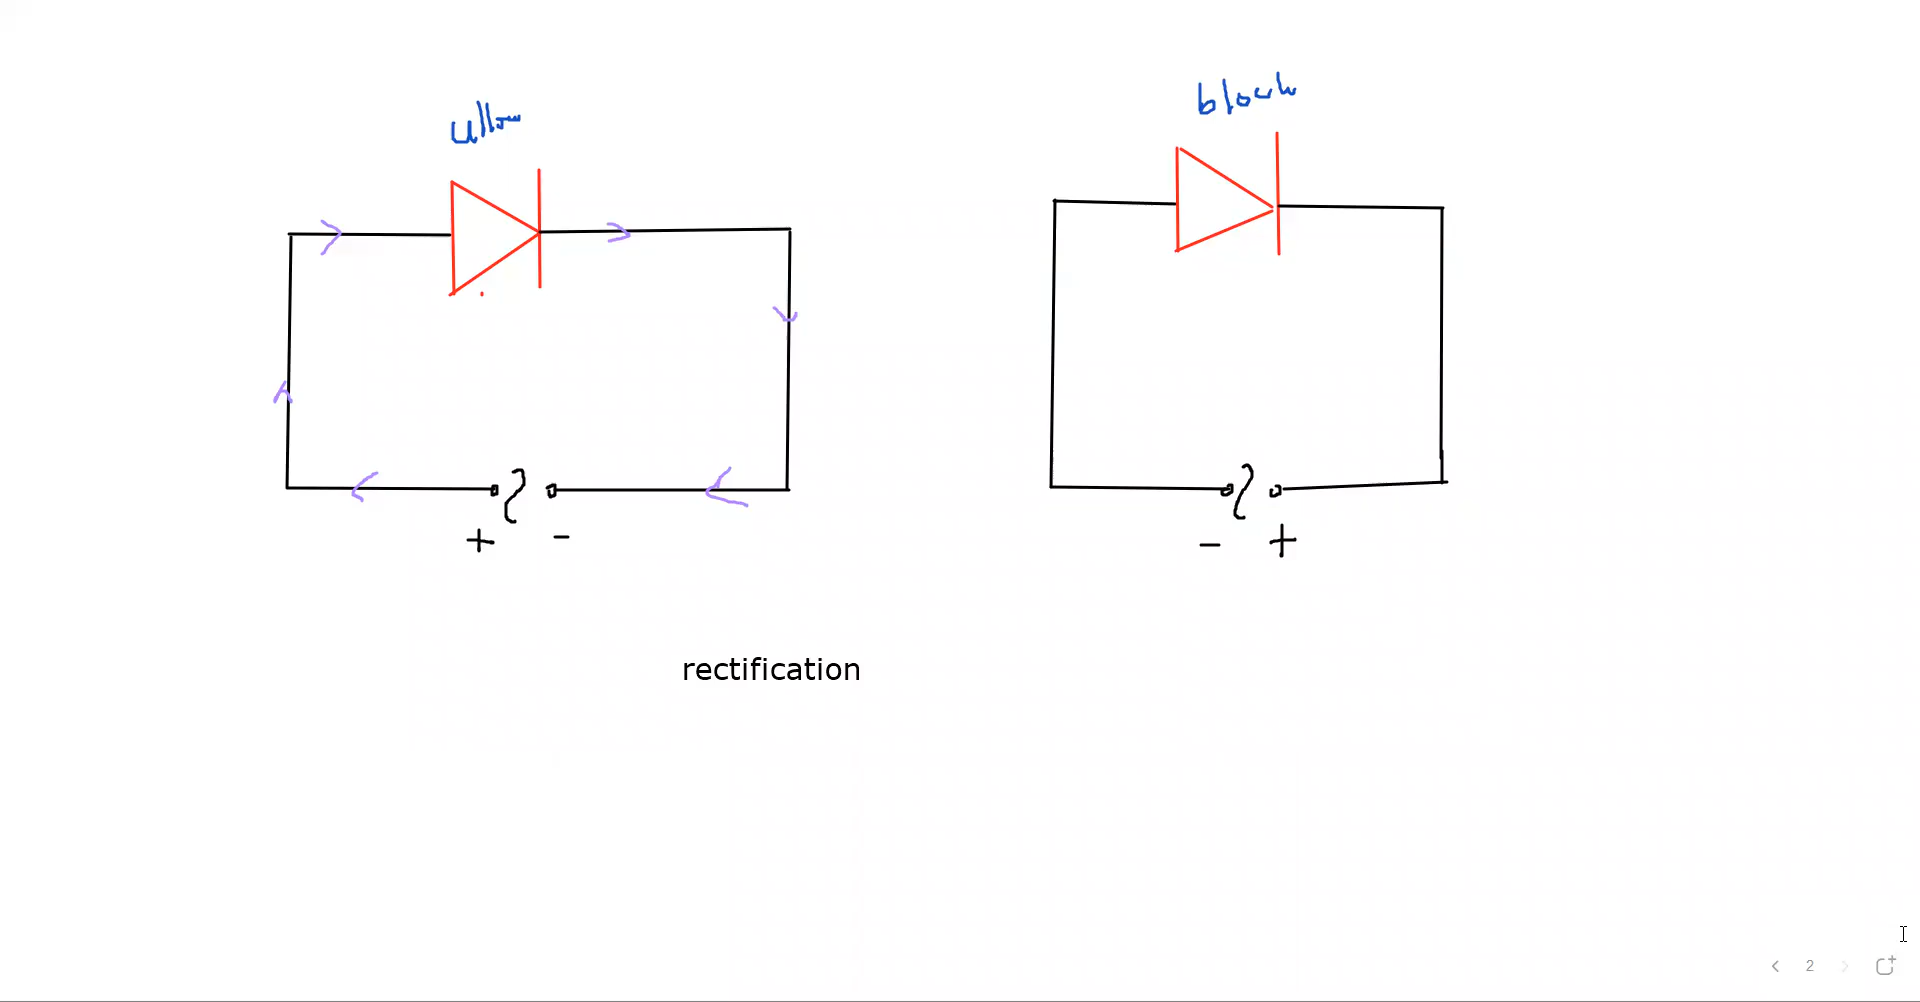 allow
block
+ -
- +
rectification
2